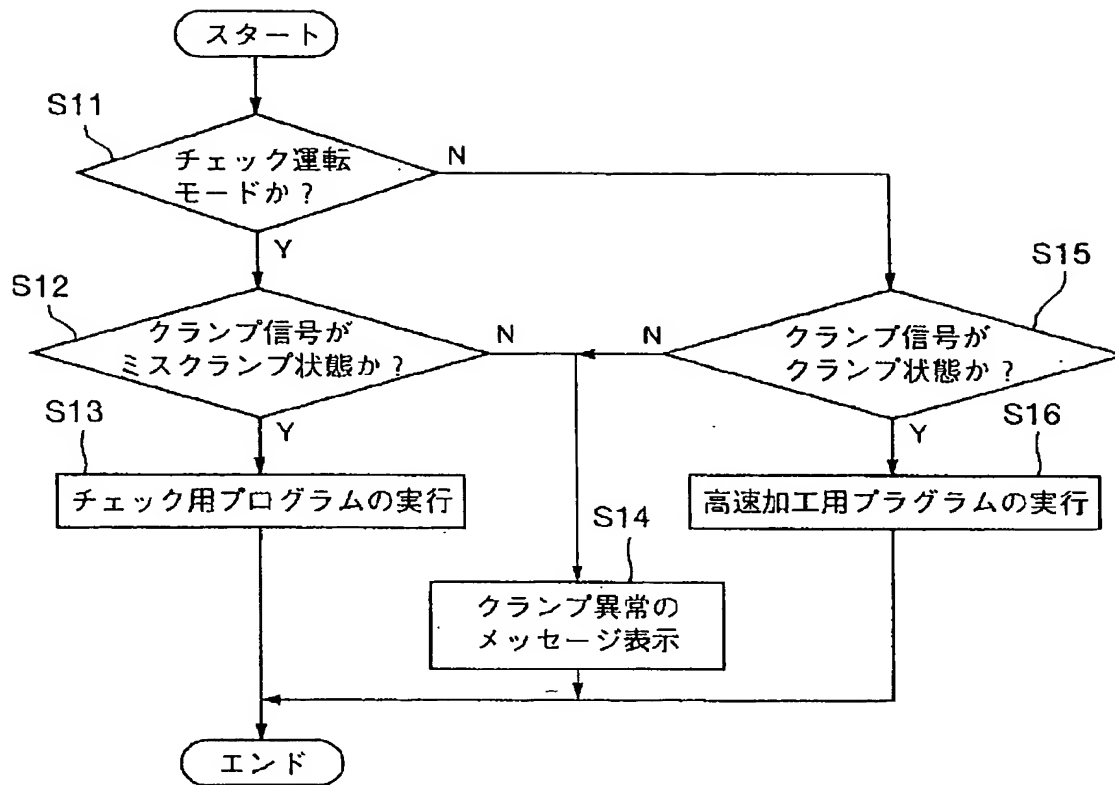 スタート
S11
チェック運転
モードか？
N
Y
S12
クランプ信号が
ミスクランプ状態か？
N
Y
S15
クランプ信号が
クランプ状態か？
N
Y
S13
チェック用プログラムの実行
S16
高速加工用プラグラムの実行
S14
クランプ異常の
メッセージ表示
エンド